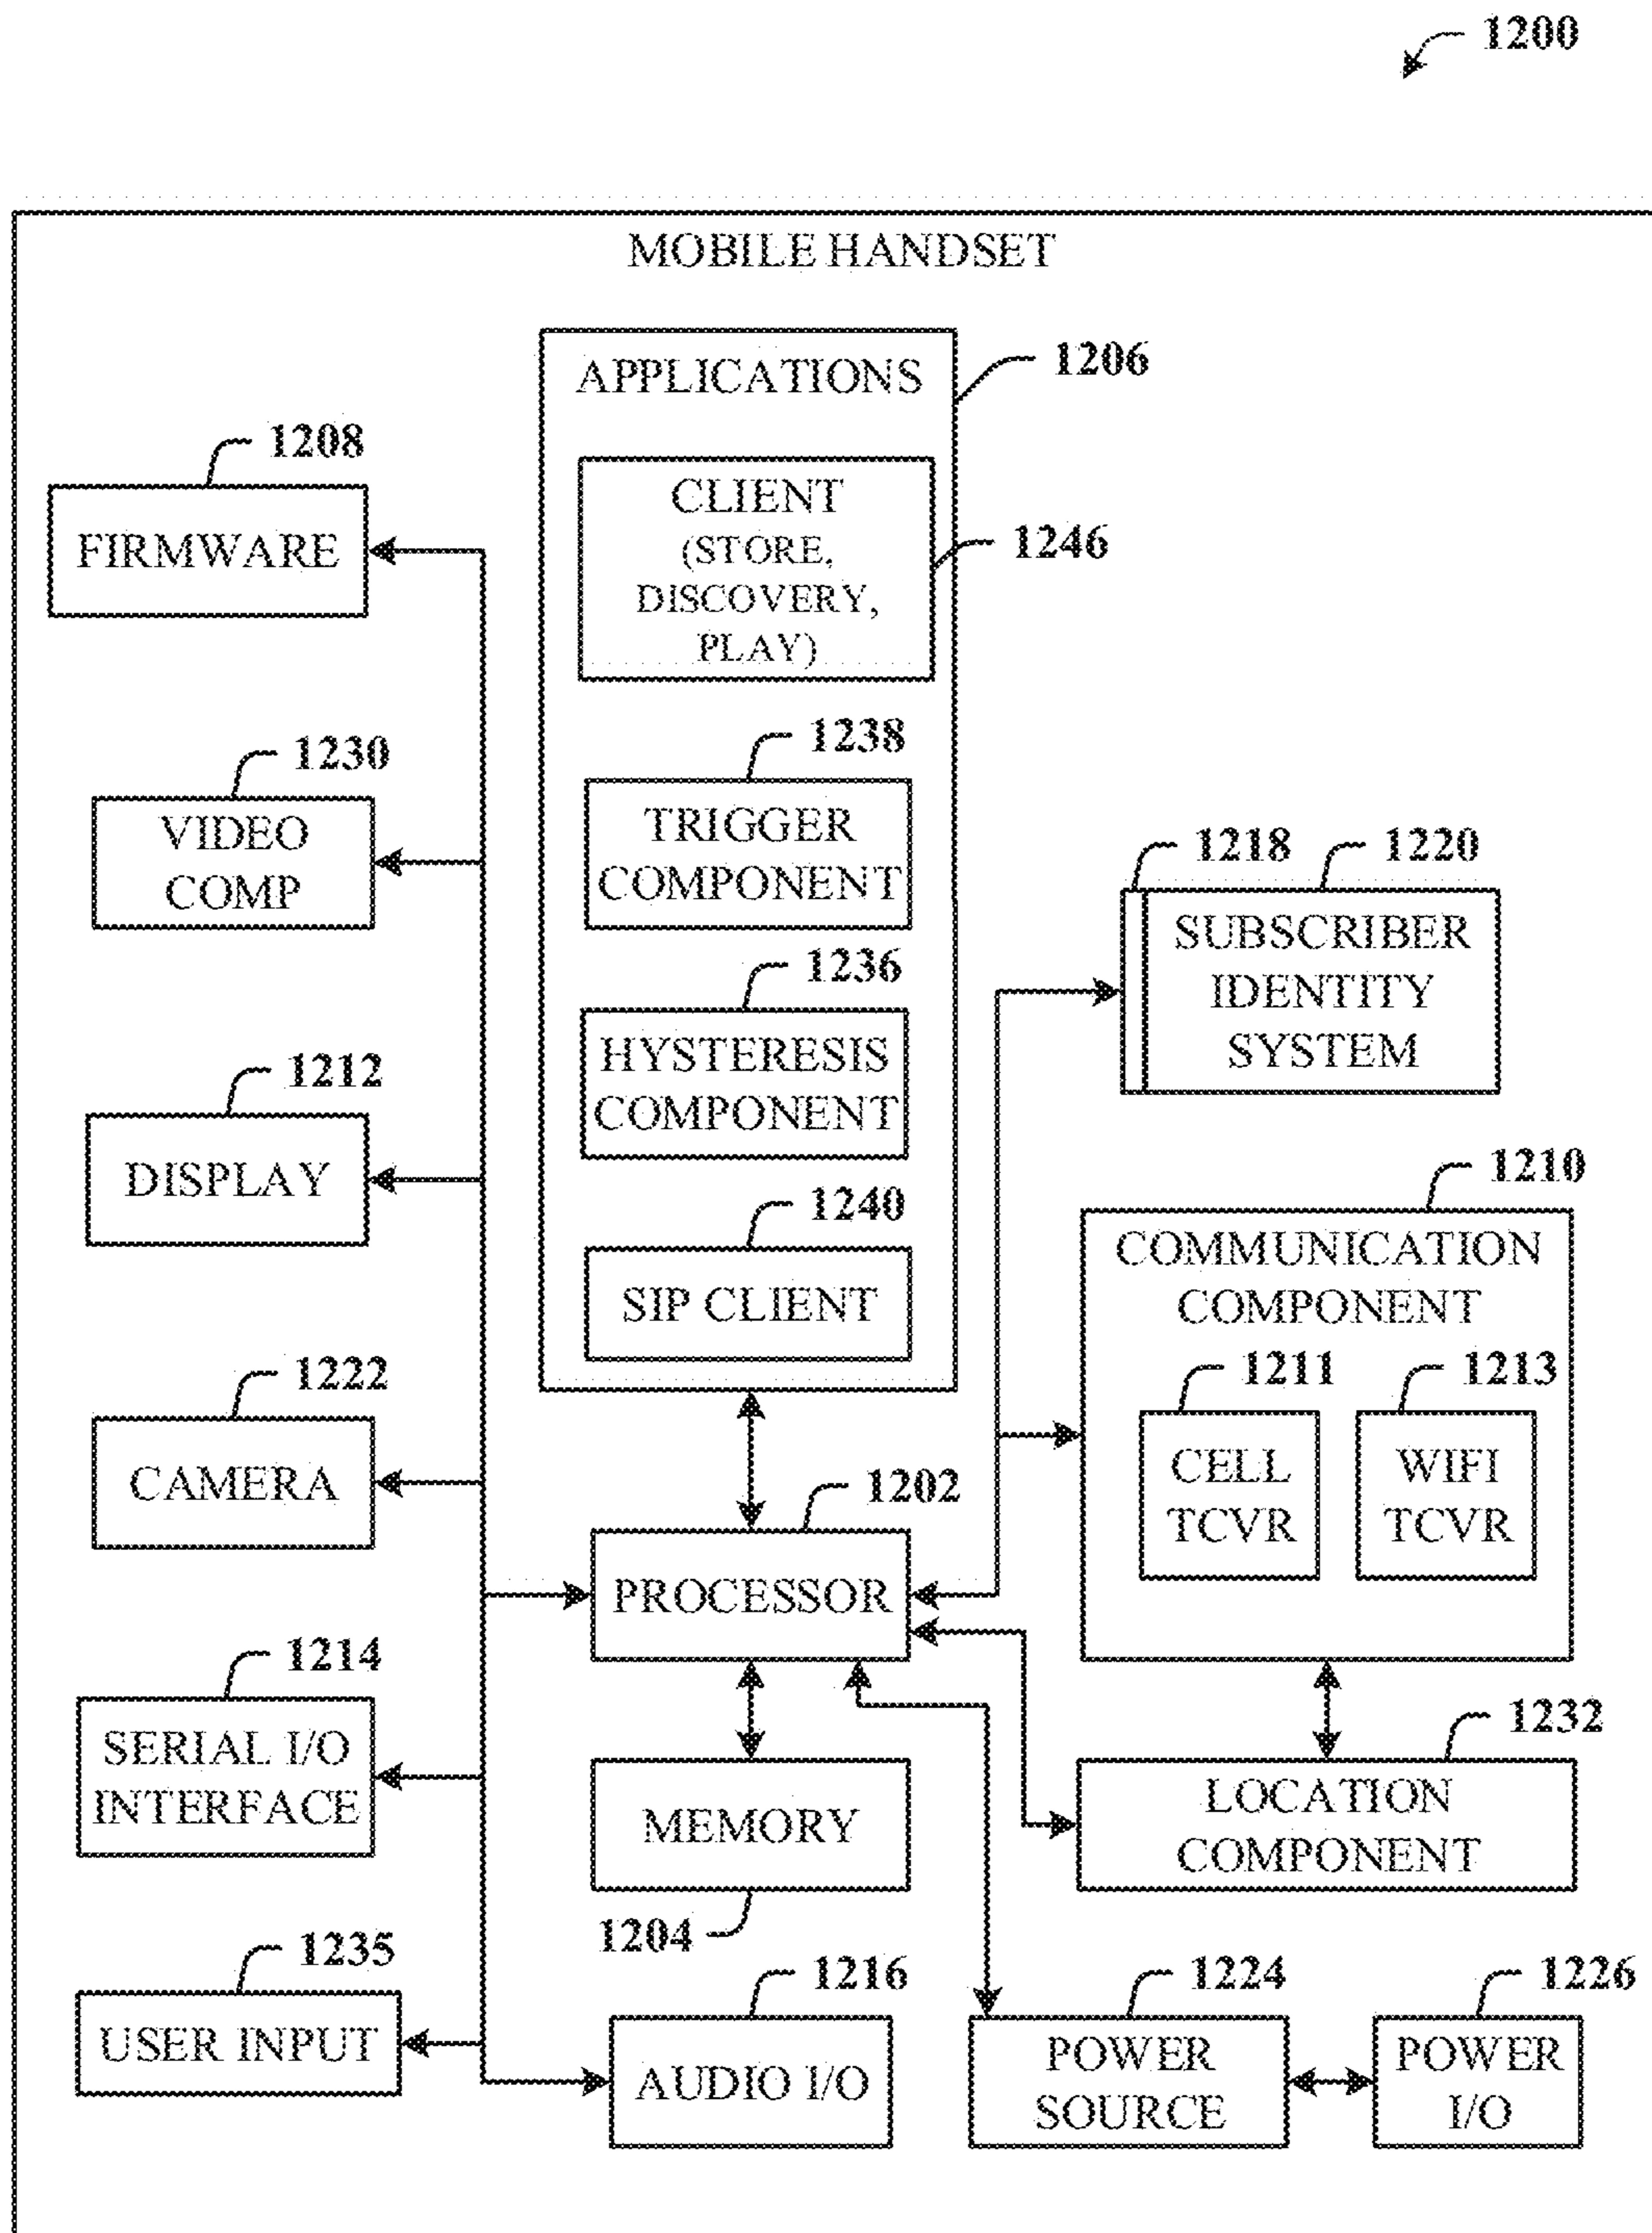 1200
MOBILE HANDSET
APPLICATIONS
1206
1208
FIRMWARE
CLIENT
(STORE,
DISCOVERY,
PLAY)
1246
1230
VIDEO
COMP
1238
TRIGGER
COMPONENT
1218
1220
SUBSCRIBER
IDENTITY
SYSTEM
1236
HYSTERESIS
COMPONENT
1212
DISPLAY
1240
SIP CLIENT
1210
COMMUNICATION
COMPONENT
1211
CELL
TCVR
1213
WIFI
TCVR
1222
CAMERA
1202
PROCESSOR
1214
SERIAL I/O
INTERFACE
MEMORY
1204
1232
LOCATION
COMPONENT
1235
USER INPUT
1216
AUDIO I/O
1224
POWER
SOURCE
1226
POWER
I/O